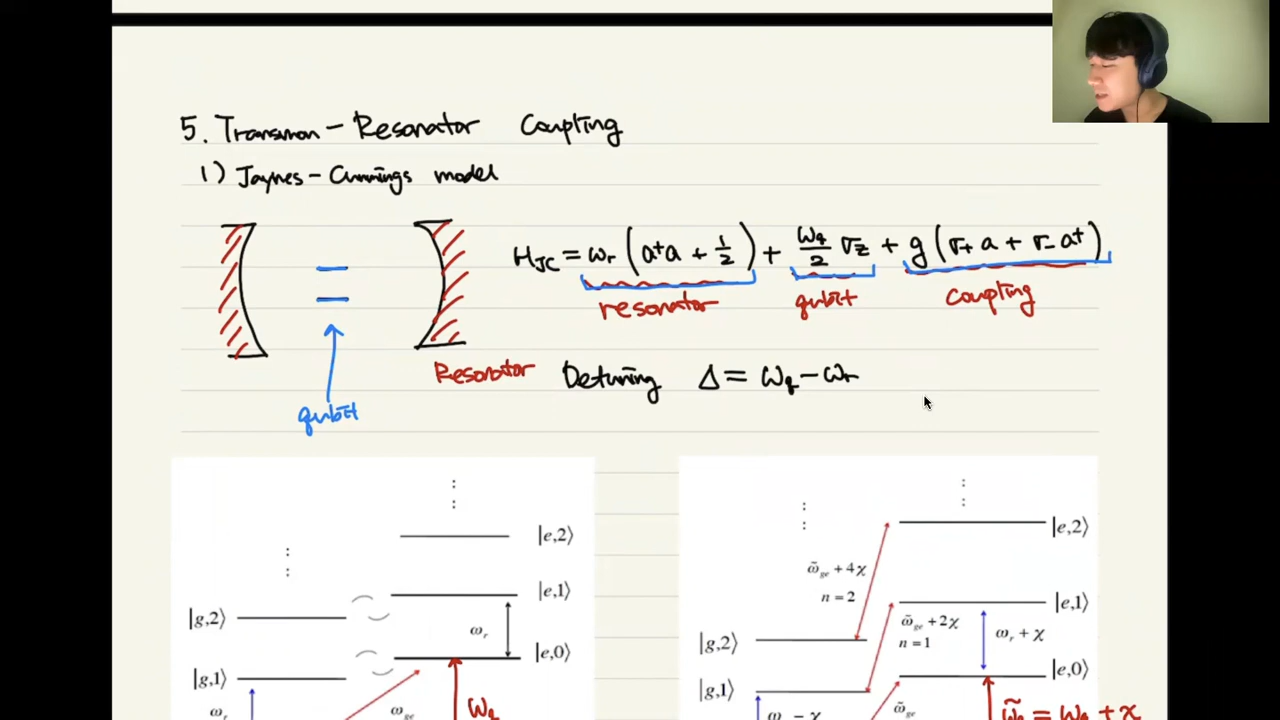 5. Transmon-Resonator Coupling
1) Jaynes-Cummings model
H_JC = ω_r (a†a + 1/2) + ω_q/2 σ_z + g (σ_+ a + σ_- a†)
resonator qubit coupling
Resonator Detuning Δ = ω_q − ω_r
qubit
|e,2⟩
|e,1⟩
|g,2⟩
ω_r
|e,0⟩
|g,1⟩
ω_r
ω_ge
ω_q
|e,2⟩
ω̃_ge + 4χ
n = 2
|e,1⟩
ω̃_ge + 2χ
n = 1
ω_r + χ
|g,2⟩
|e,0⟩
|g,1⟩
ω_r − χ
ω̃_ge
ω̃_q = ω_q + χ